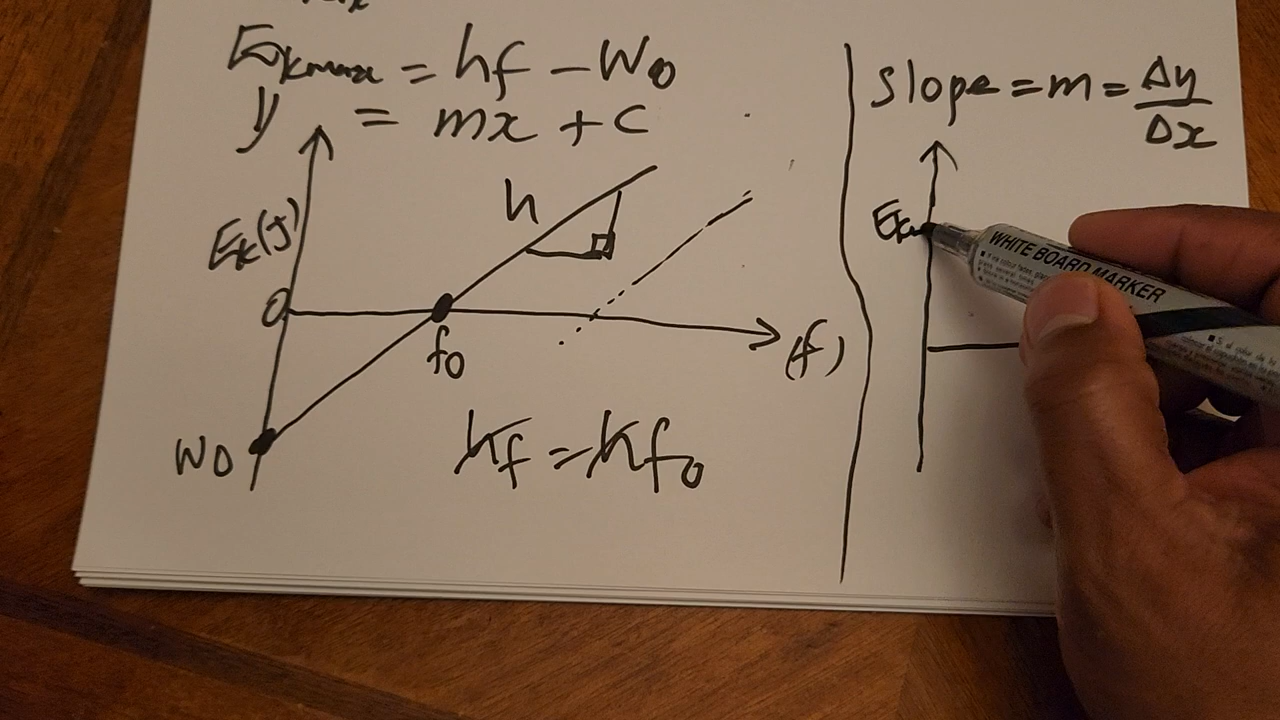 Ekmax = hf - W0
y = mx + c
Ek(J)
h
0
f0
(f)
W0
hf = hf0
Slope = m = Δy/Δx
Ek
WHITE BOARD MARKER